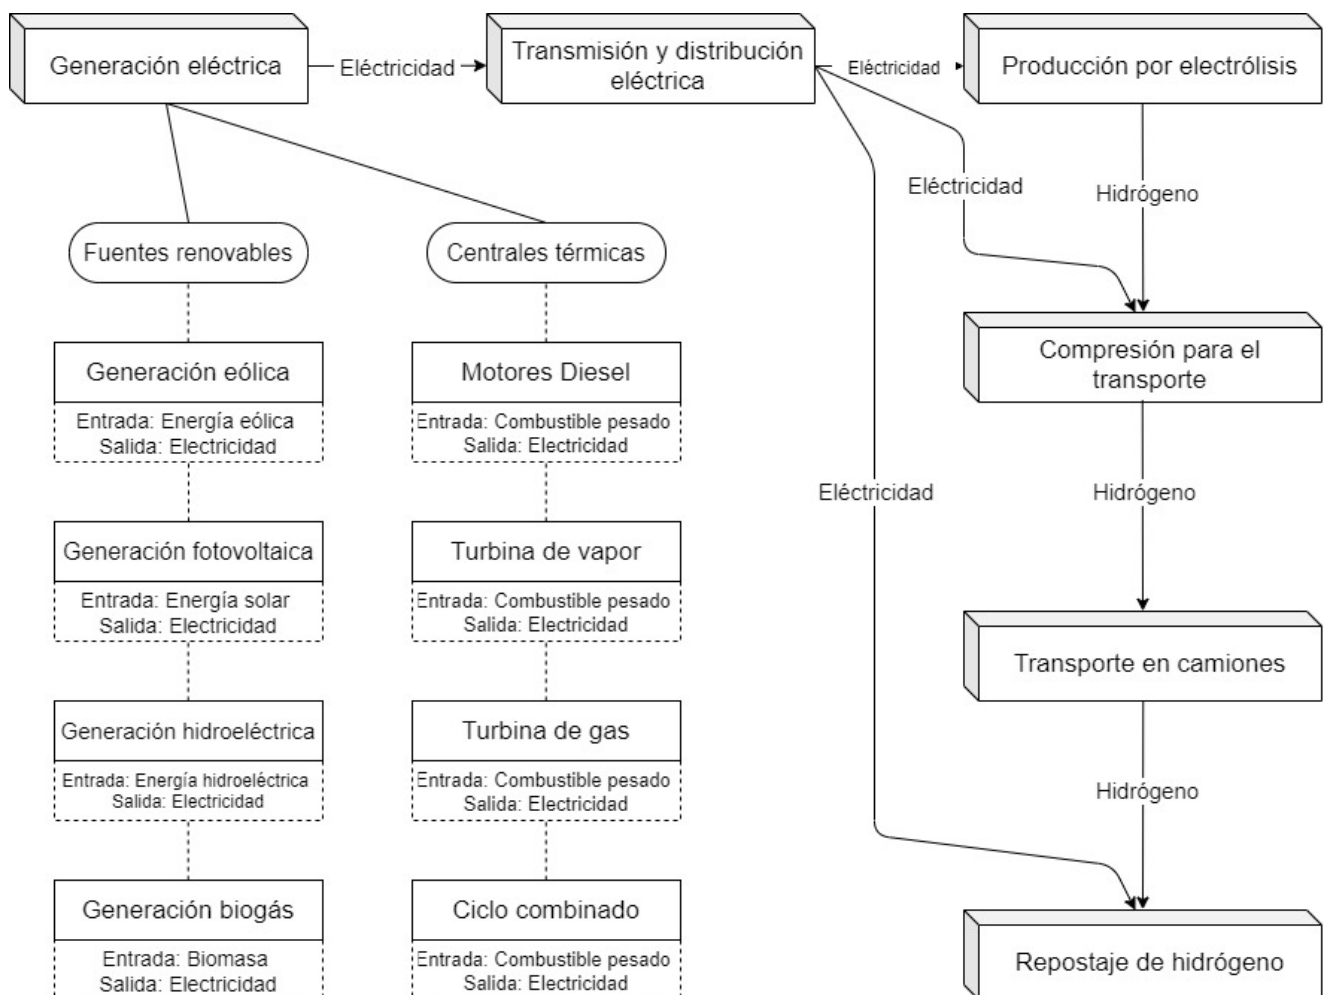 Generación eléctrica
Eléctricidad
Transmisión y distribución
eléctrica
Eléctricidad
Producción por electrólisis
Eléctricidad
Hidrógeno
Fuentes renovables
Centrales térmicas
Compresión para el
transporte
Generación eólica
Entrada: Energía eólica
Salida: Electricidad
Motores Diesel
Entrada: Combustible pesado
Salida: Electricidad
Eléctricidad
Hidrógeno
Generación fotovoltaica
Entrada: Energía solar
Salida: Electricidad
Turbina de vapor
Entrada: Combustible pesado
Salida: Electricidad
Transporte en camiones
Generación hidroeléctrica
Entrada: Energía hidroeléctrica
Salida: Electricidad
Turbina de gas
Entrada: Combustible pesado
Salida: Electricidad
Hidrógeno
Generación biogás
Entrada: Biomasa
Salida: Electricidad
Ciclo combinado
Entrada: Combustible pesado
Salida: Electricidad
Repostaje de hidrógeno